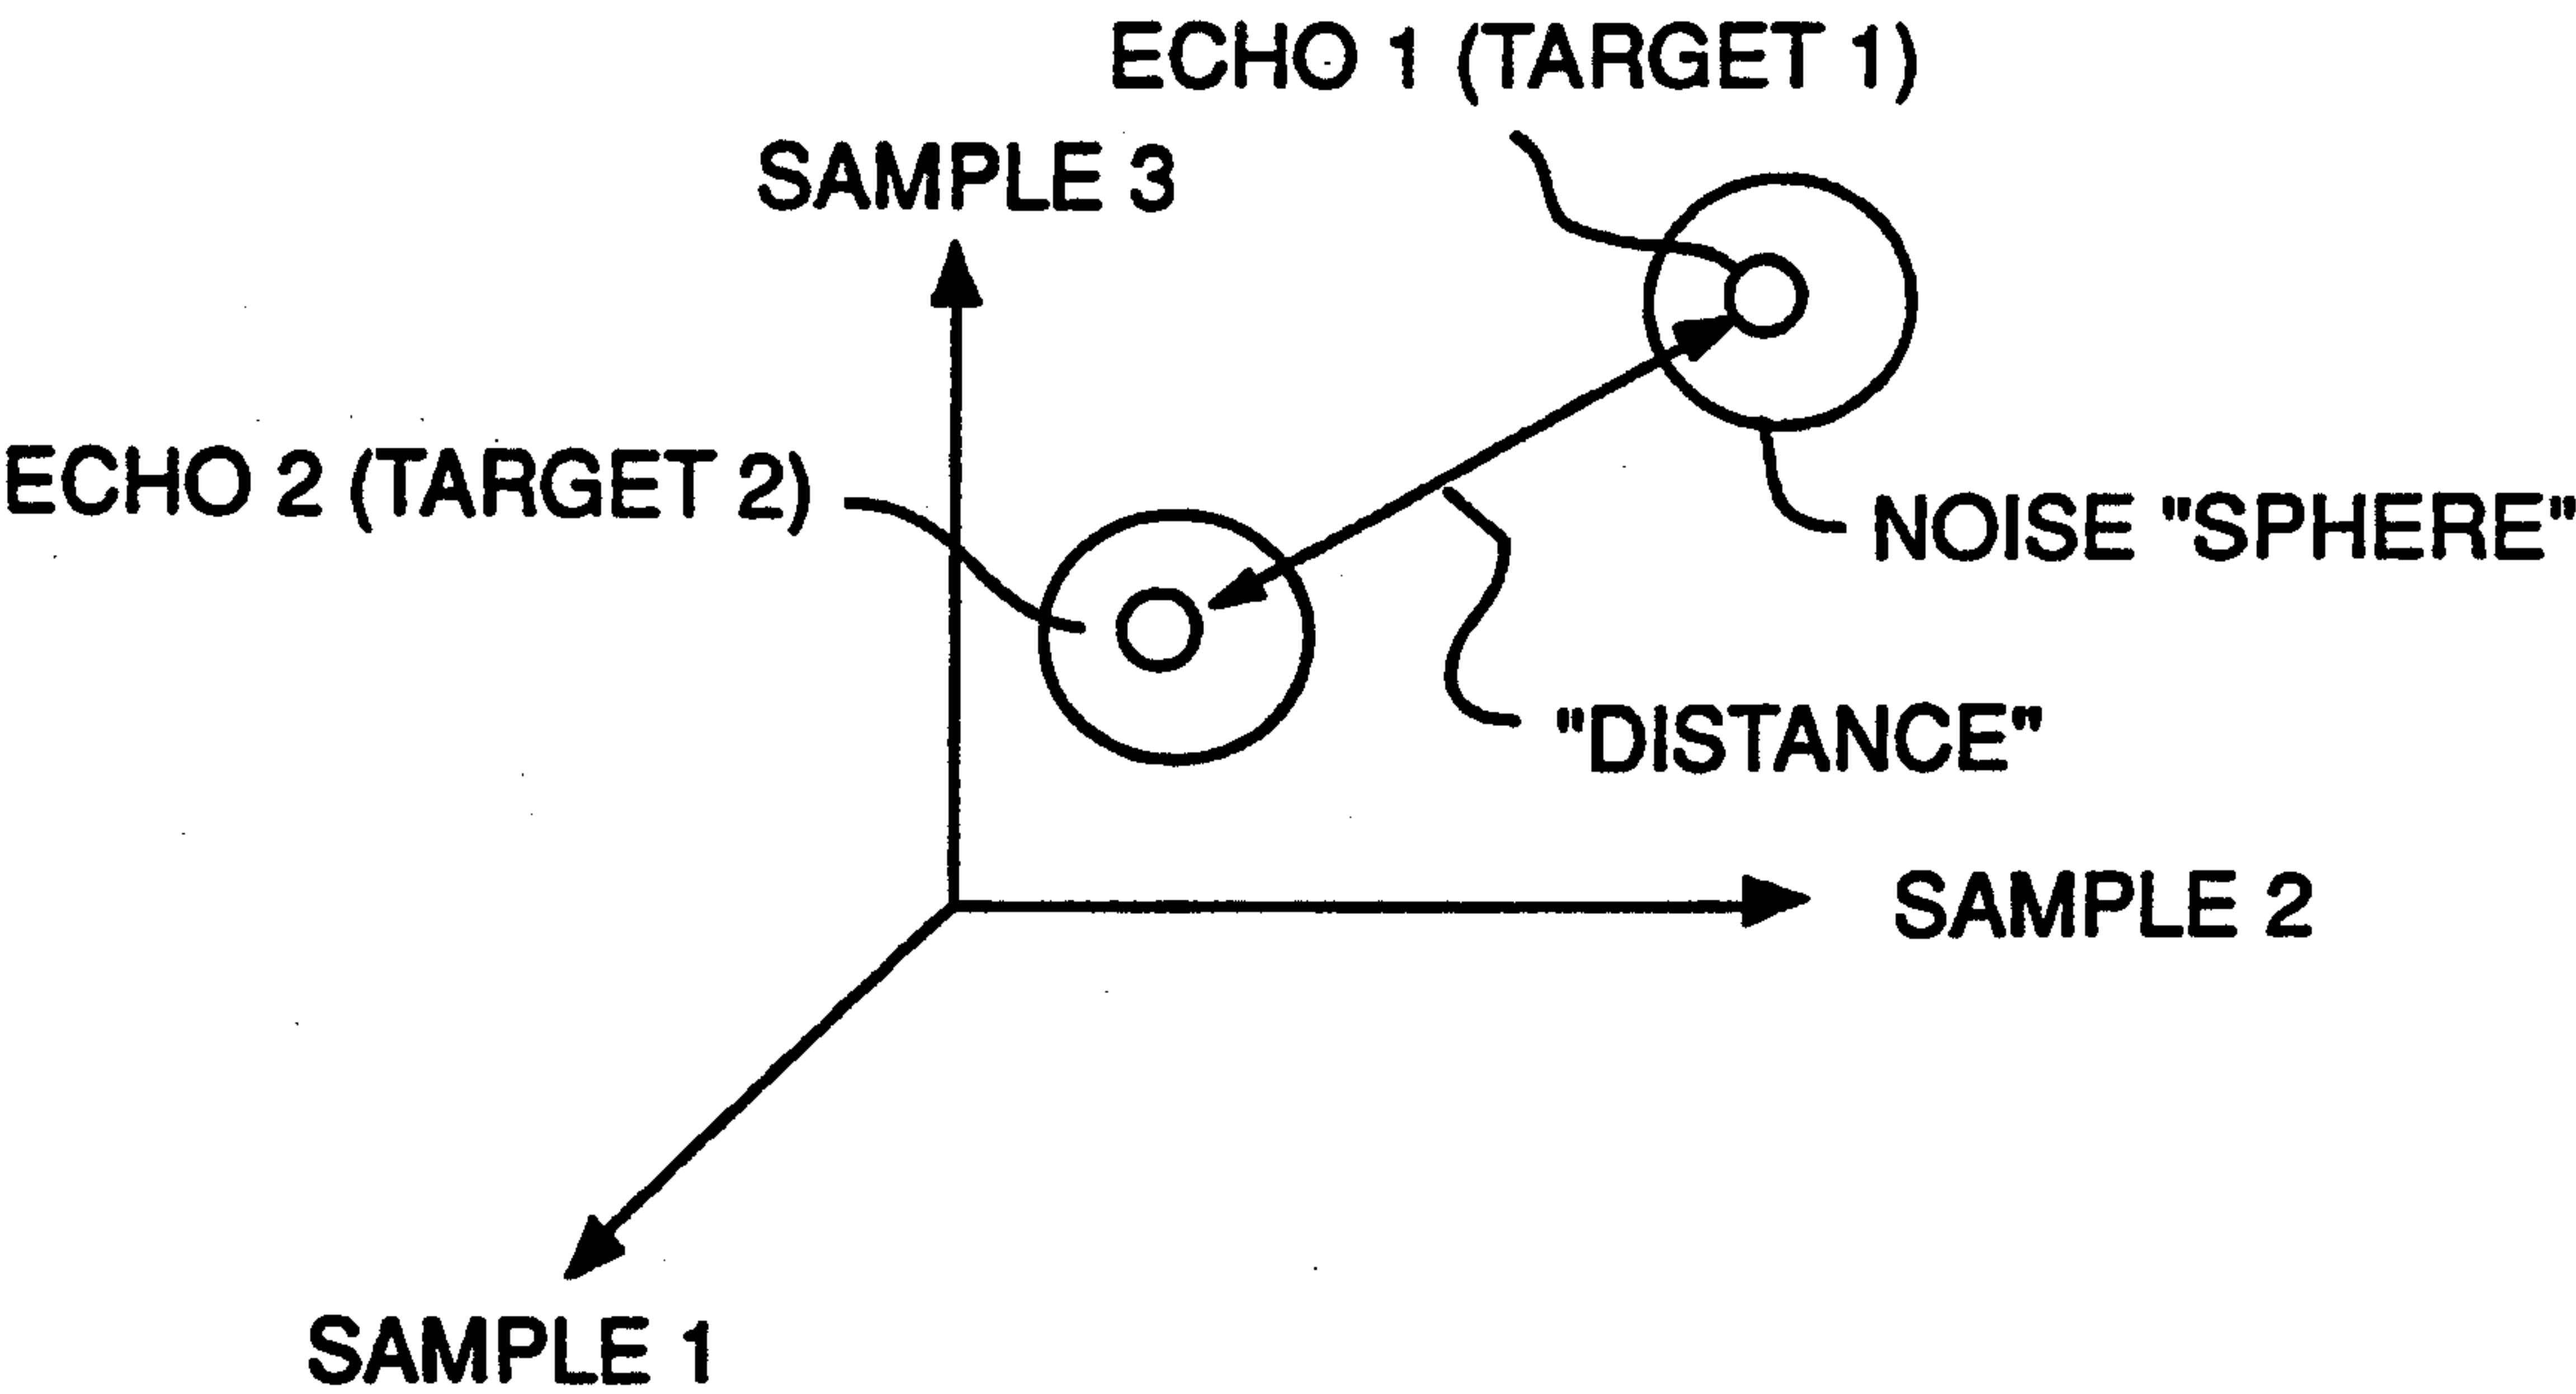 ECHO 1 (TARGET 1)
SAMPLE 3
ECHO 2 (TARGET 2)
NOISE "SPHERE"
"DISTANCE"
SAMPLE 2
SAMPLE 1